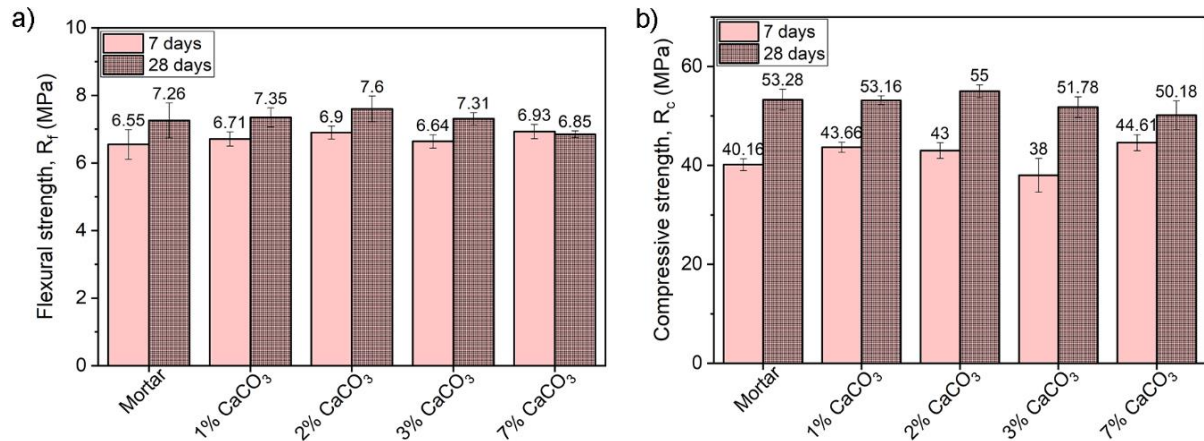 a)
Flexural strength, R_f (MPa)
10
8
6
4
2
0
7 days
28 days
6.55
7.26
6.71
7.35
6.9
7.6
6.64
7.31
6.93
6.85
Mortar
1% CaCO₃
2% CaCO₃
3% CaCO₃
7% CaCO₃
b)
Compressive strength, R_c (MPa)
60
40
20
0
7 days
28 days
40.16
53.28
43.66
53.16
43
55
38
51.78
44.61
50.18
Mortar
1% CaCO₃
2% CaCO₃
3% CaCO₃
7% CaCO₃